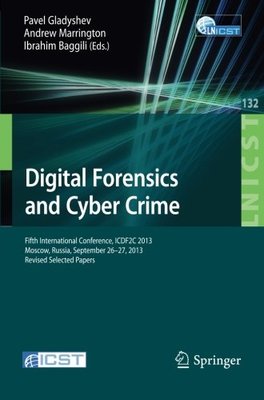 Pavel Gladyshev
Andrew Marrington
Ibrahim Baggili (Eds.)
LNICST
132
LNICST
Digital Forensics
and Cyber Crime
Fifth International Conference, ICDF2C 2013
Moscow, Russia, September 26–27, 2013
Revised Selected Papers
ICST
Springer